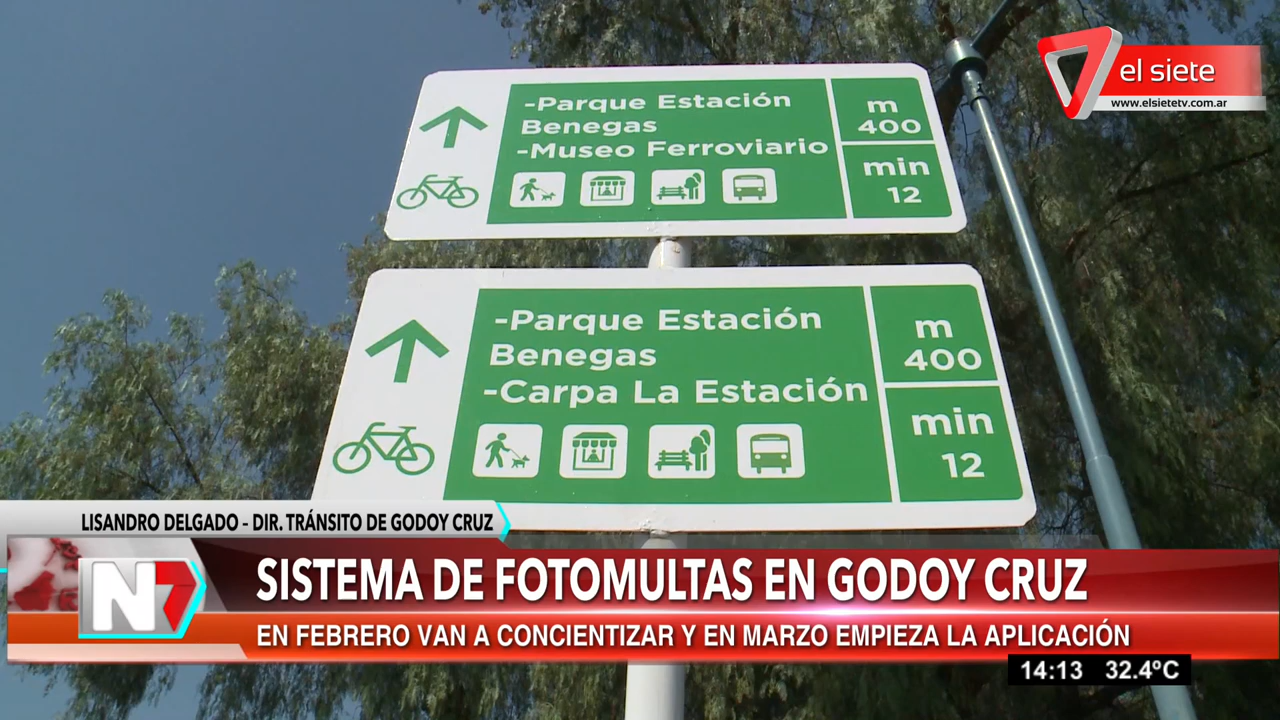 el siete
www.elsietetv.com.ar
-Parque Estación
Benegas
-Museo Ferroviario
m
400
min
12
-Parque Estación
Benegas
-Carpa La Estación
m
400
min
12
LISANDRO DELGADO - DIR. TRÁNSITO DE GODOY CRUZ
N7
SISTEMA DE FOTOMULTAS EN GODOY CRUZ
EN FEBRERO VAN A CONCIENTIZAR Y EN MARZO EMPIEZA LA APLICACIÓN
14:13 32.4ºC